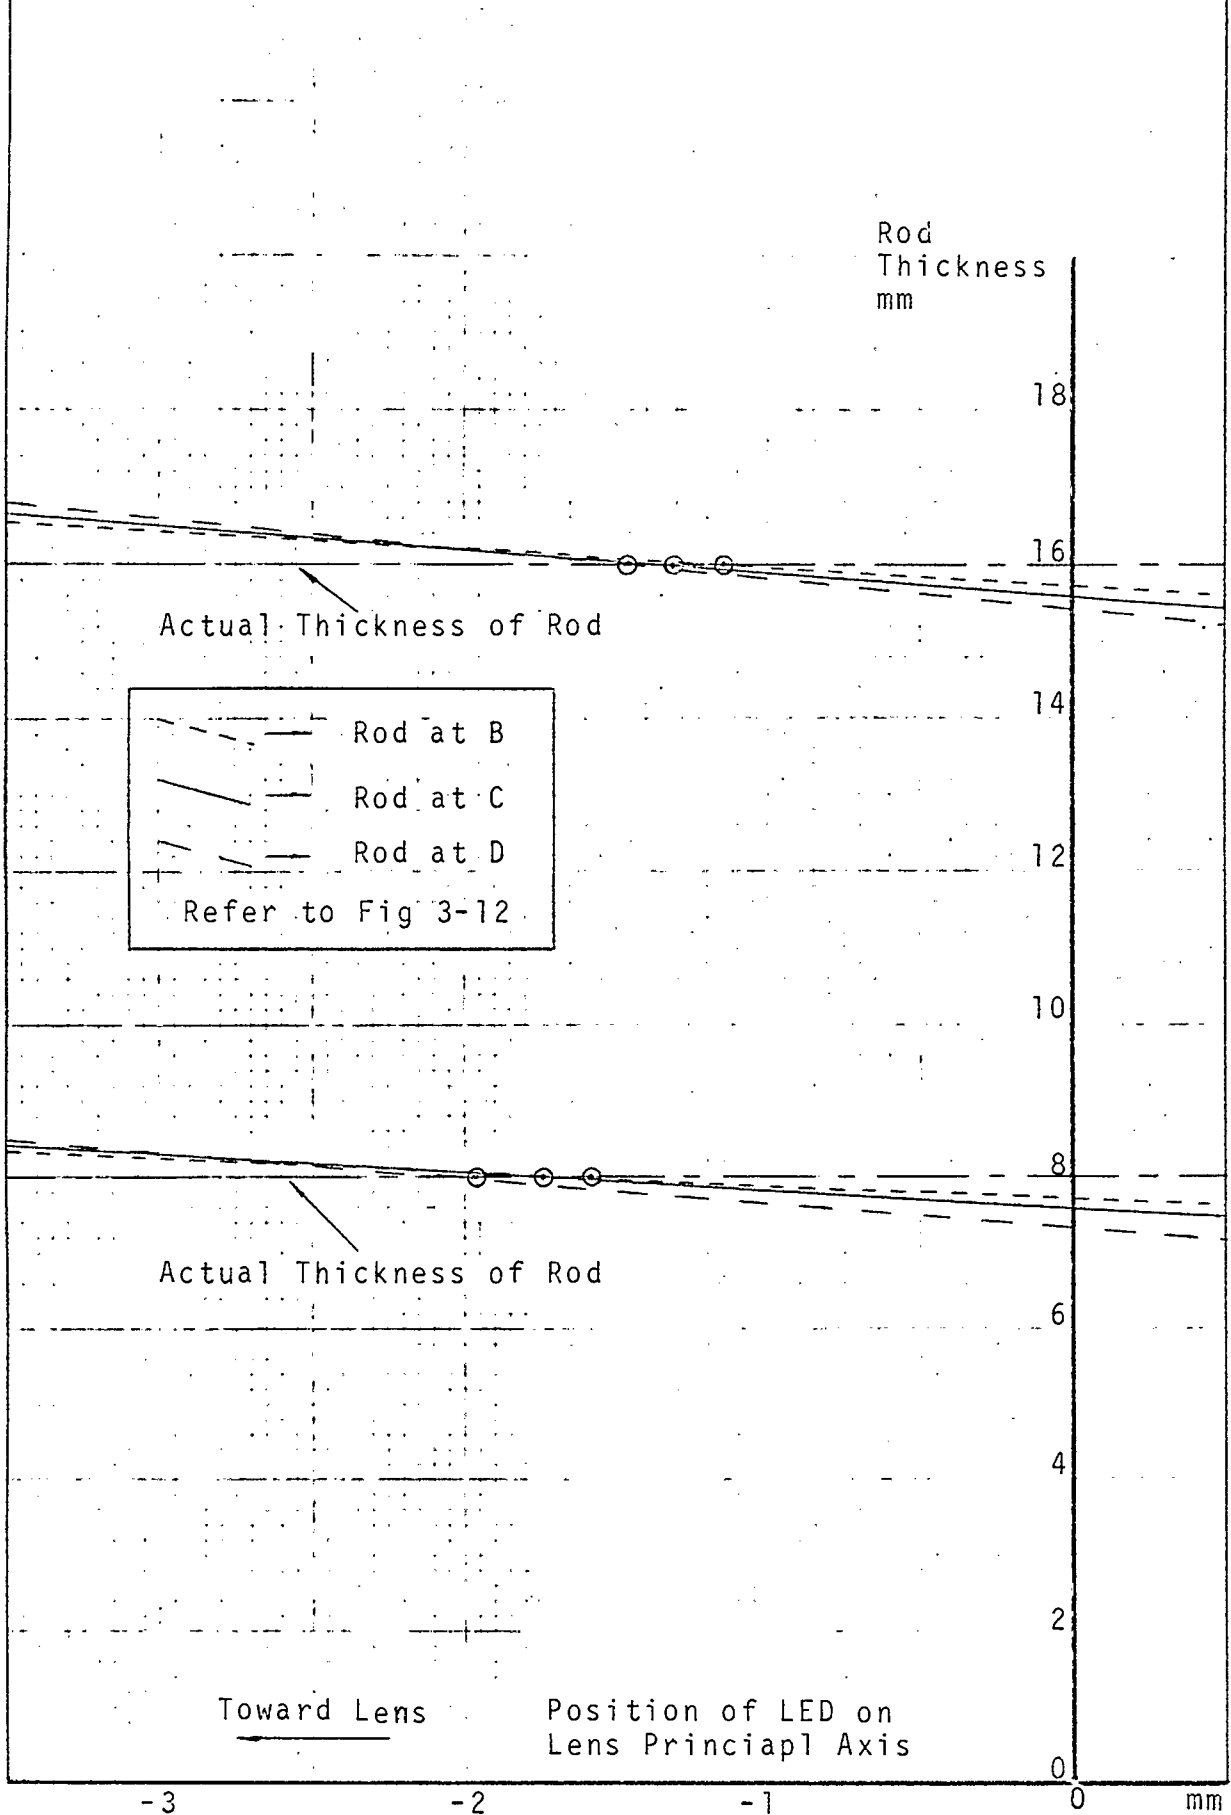 Rod
Thickness
mm
18
16
Actual Thickness of Rod
14
Rod at B
Rod at C
Rod at D
Refer to Fig 3-12
12
10
8
Actual Thickness of Rod
6
4
2
Toward Lens
Position of LED on
Lens Princiapl Axis
0
-3 -2 -1 0 mm